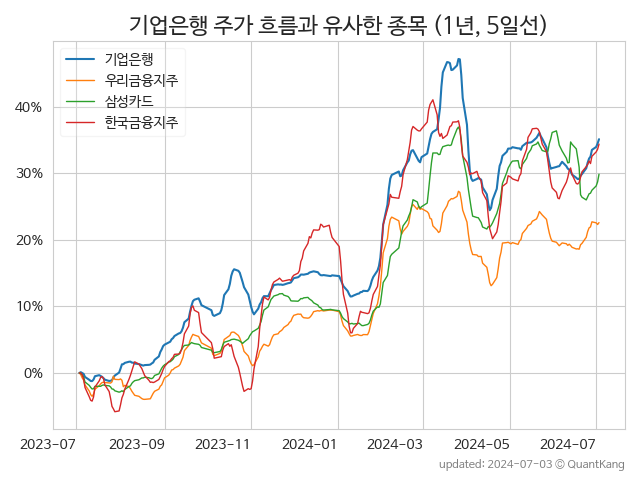 기업은행 주가 흐름과 유사한 종목 (1년, 5일선)
기업은행
우리금융지주
삼성카드
한국금융지주
40%
30%
20%
10%
0%
2023-07 2023-09 2023-11 2024-01 2024-03 2024-05 2024-07
updated: 2024-07-03 ⓒ QuantKang